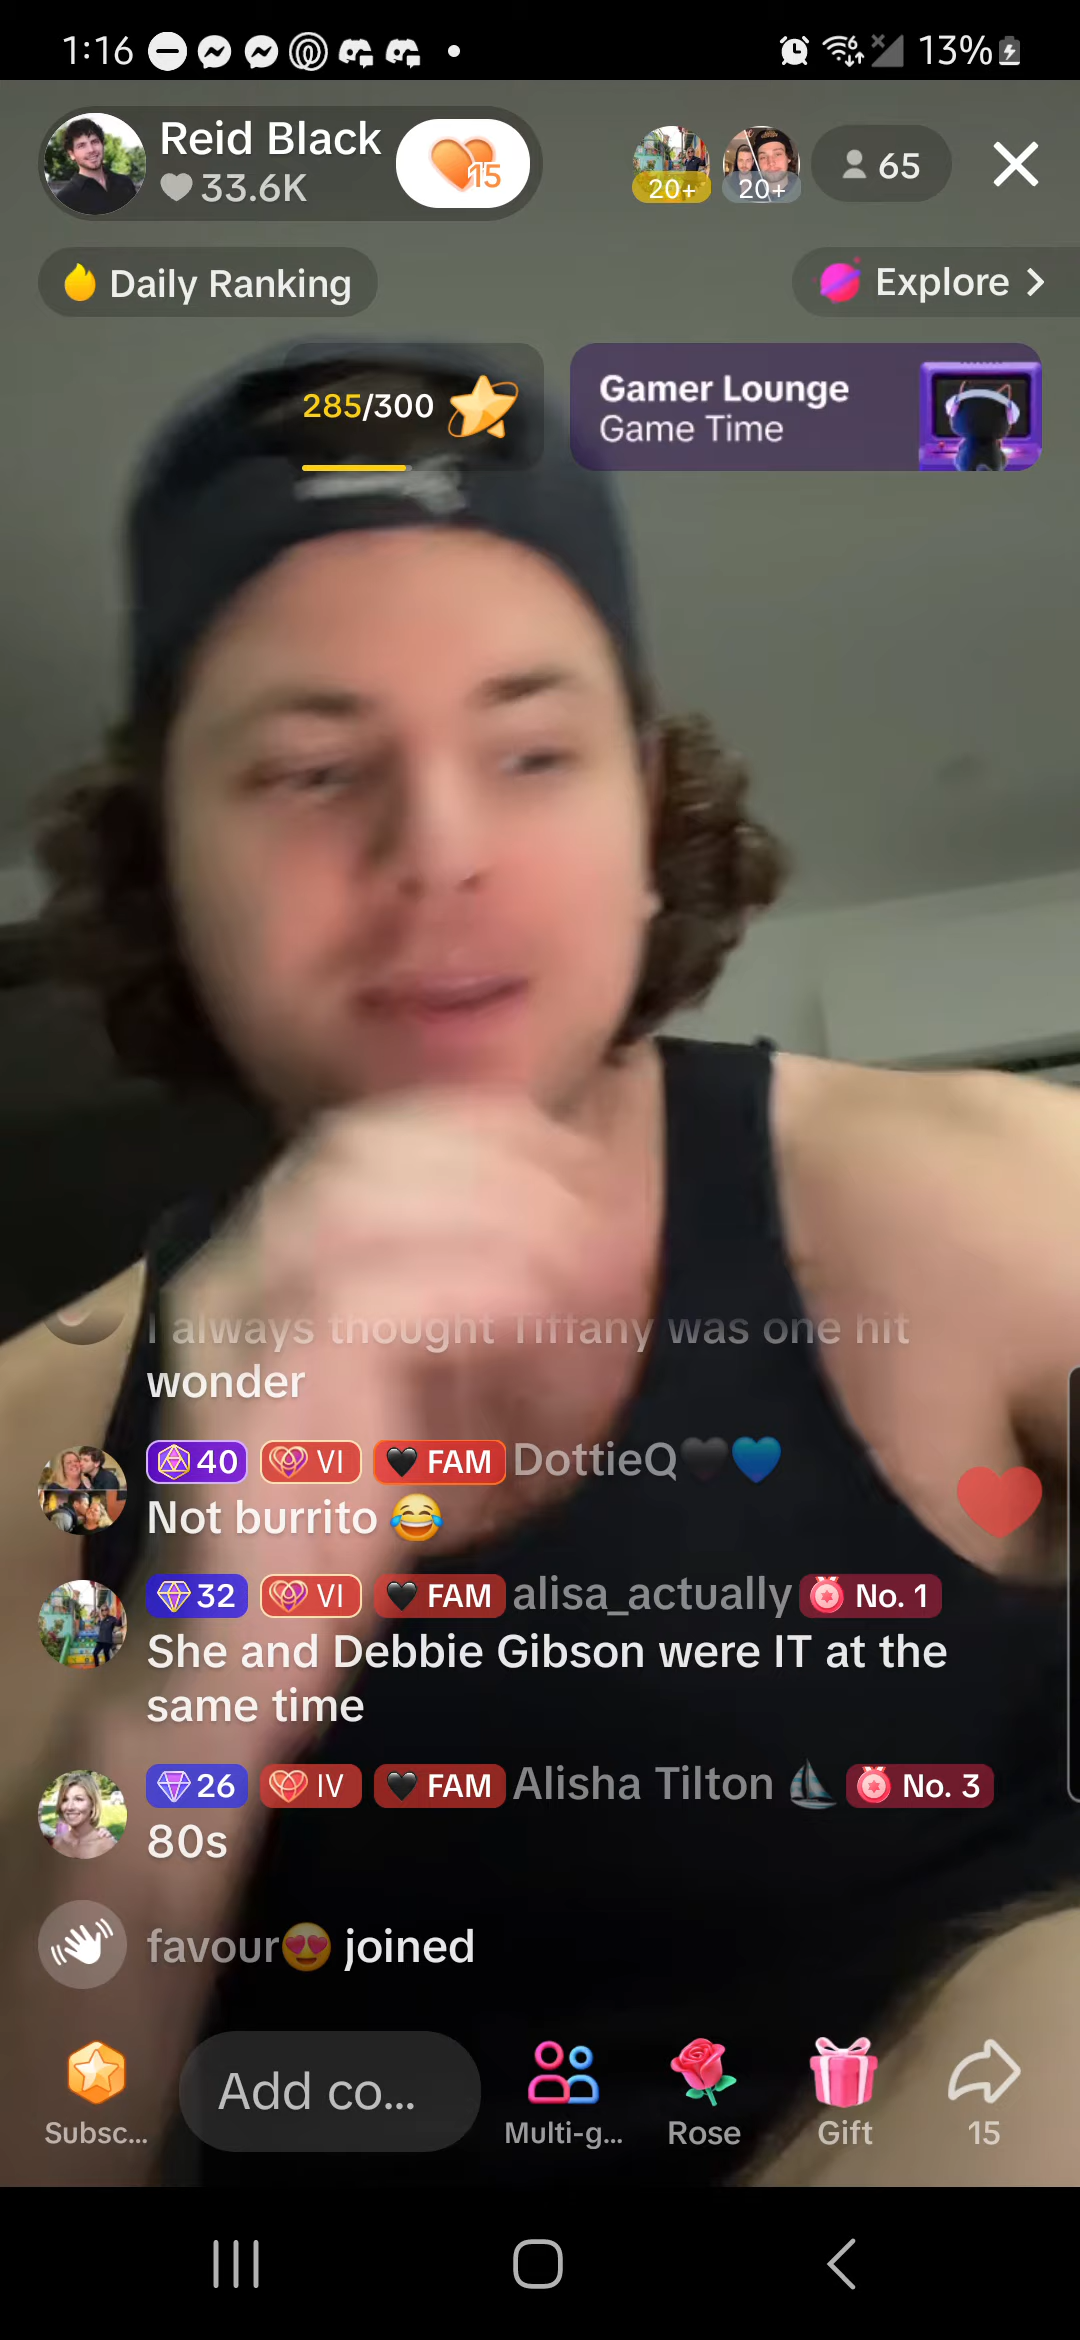 1:16
13%
Reid Black
33.6K
15
20+
20+
65
Daily Ranking
Explore
285/300
Gamer Lounge
Game Time
I always thought Tiffany was one hit
wonder
40 VI 🖤 FAM DottieQ🖤💙
Not burrito 😂
32 VI 🖤 FAM alisa_actually No. 1
She and Debbie Gibson were IT at the
same time
26 IV 🖤 FAM Alisha Tilton ⛵ No. 3
80s
favour😍 joined
Add co...
Subsc...
Multi-g...
Rose
Gift
15